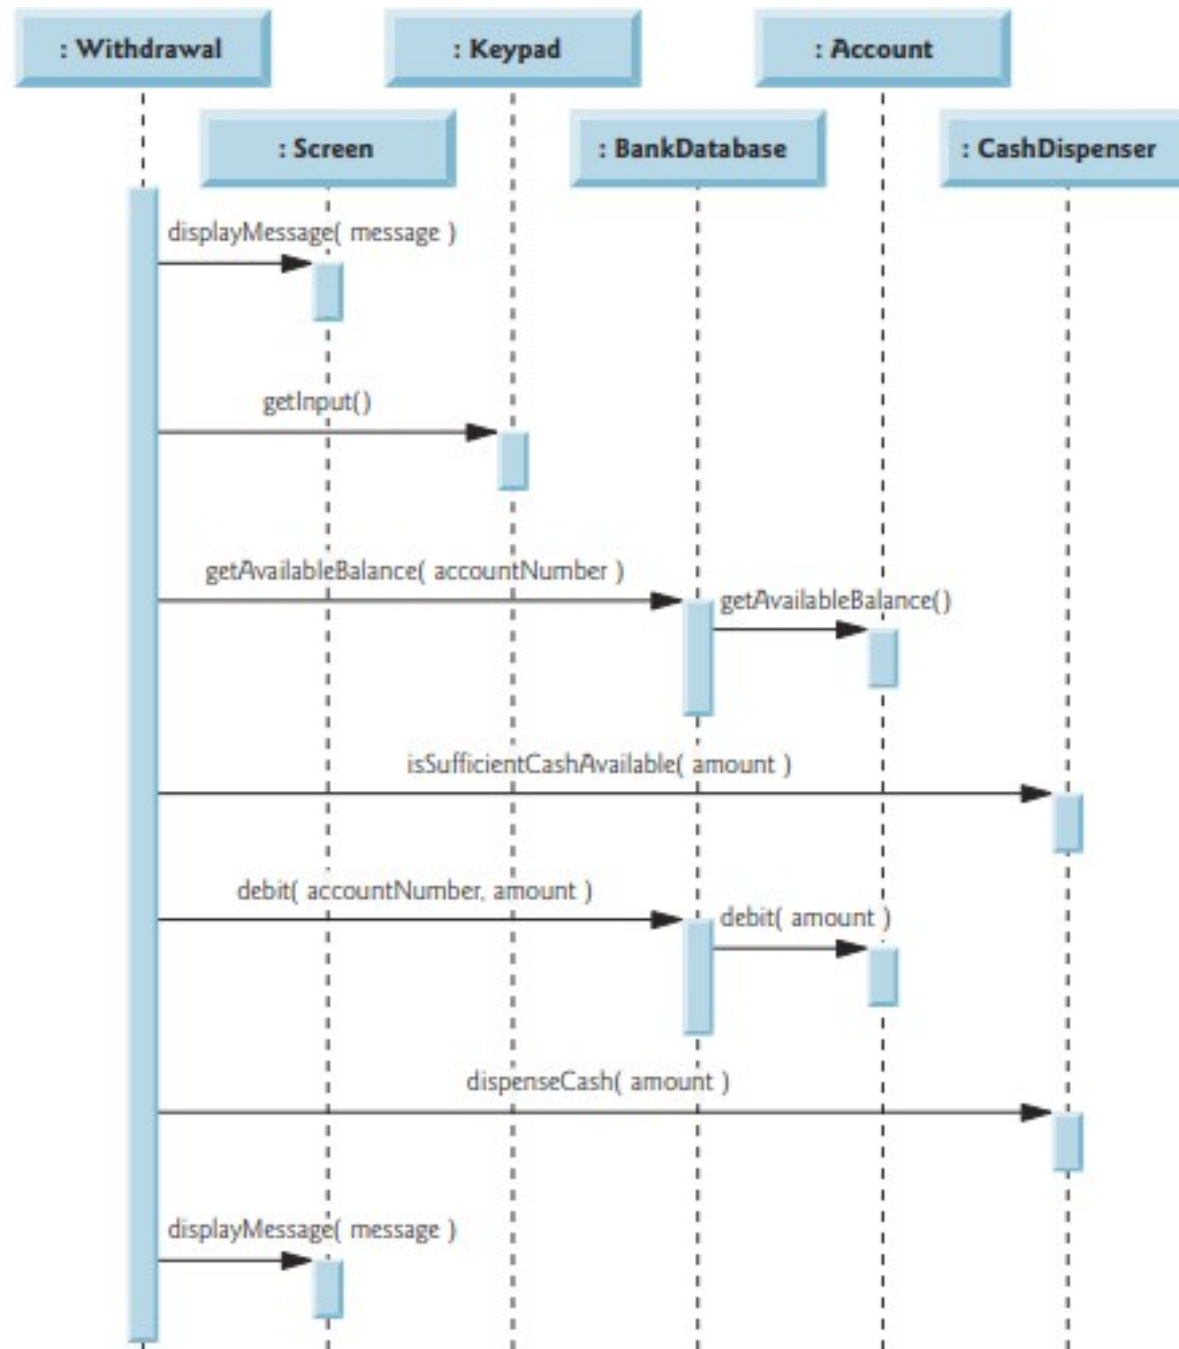 : Withdrawal
: Keypad
: Account
: Screen
: BankDatabase
: CashDispenser
displayMessage( message )
getInput()
getAvailableBalance( accountNumber )
getAvailableBalance()
isSufficientCashAvailable( amount )
debit( accountNumber, amount )
debit( amount )
dispenseCash( amount )
displayMessage( message )